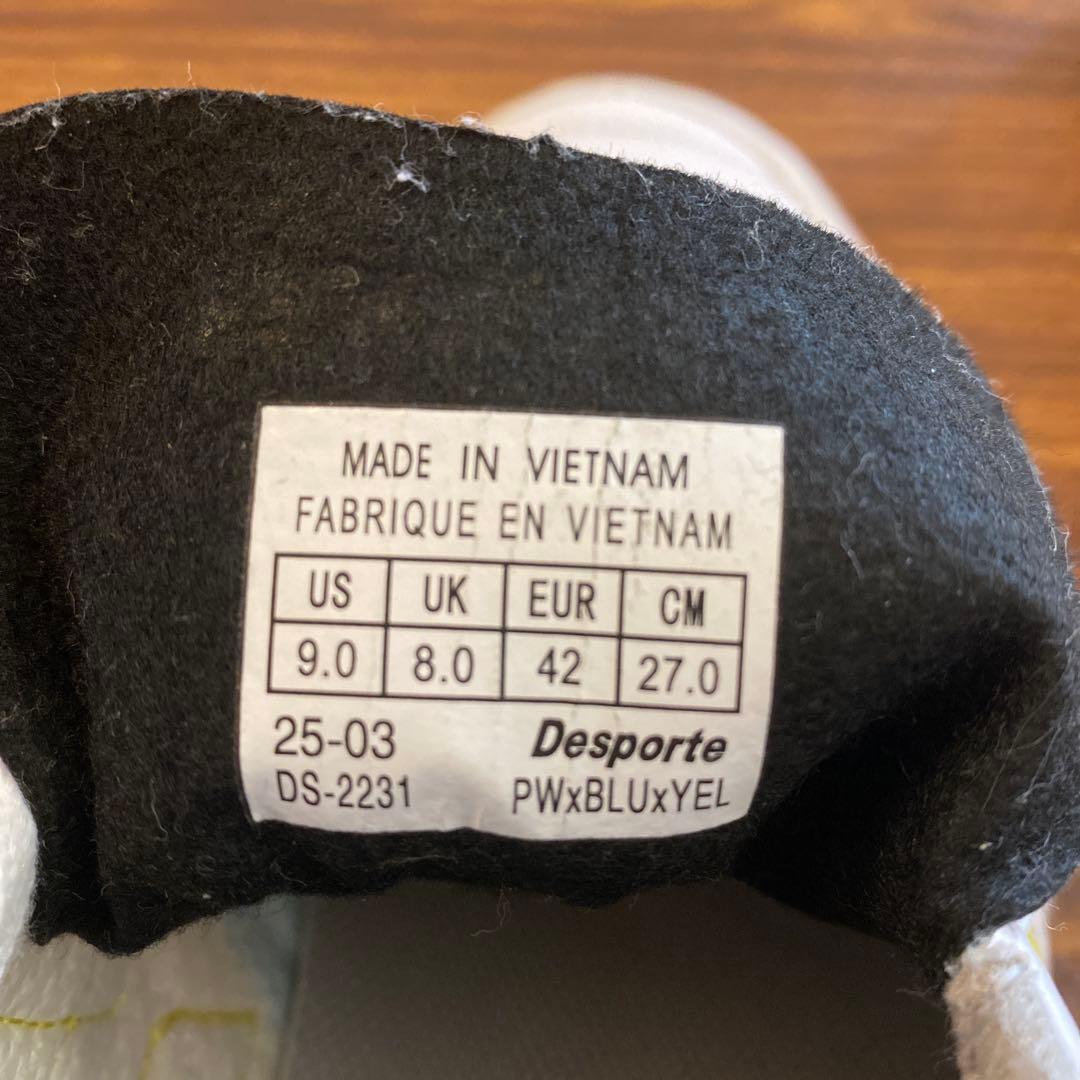 MADE IN VIETNAM
FABRIQUE EN VIETNAM
US UK EUR CM
9.0 8.0 42 27.0
25-03 Desporte
DS-2231 PWxBLUxYEL